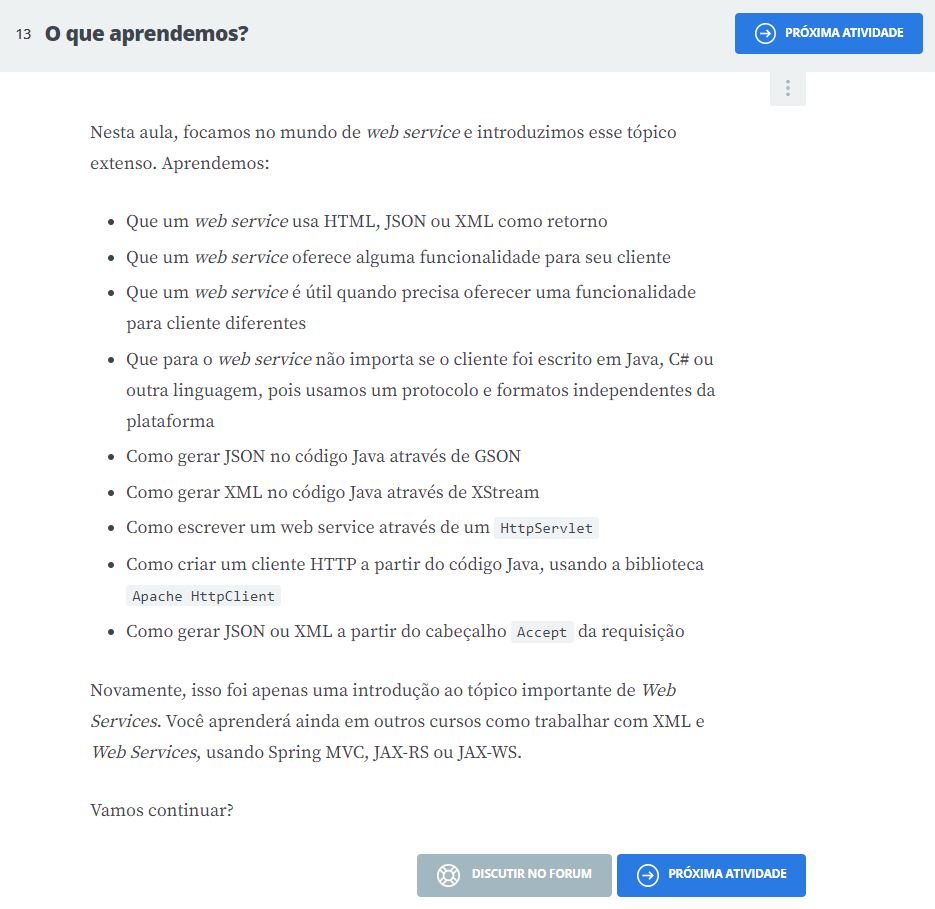 13 O que aprendemos?
PRÓXIMA ATIVIDADE
Nesta aula, focamos no mundo de web service e introduzimos esse tópico
extenso. Aprendemos:
• Que um web service usa HTML, JSON ou XML como retorno
• Que um web service oferece alguma funcionalidade para seu cliente
• Que um web service é útil quando precisa oferecer uma funcionalidade
para cliente diferentes
• Que para o web service não importa se o cliente foi escrito em Java, C# ou
outra linguagem, pois usamos um protocolo e formatos independentes da
plataforma
• Como gerar JSON no código Java através de GSON
• Como gerar XML no código Java através de XStream
• Como escrever um web service através de um HttpServlet
• Como criar um cliente HTTP a partir do código Java, usando a biblioteca
Apache HttpClient
• Como gerar JSON ou XML a partir do cabeçalho Accept da requisição
Novamente, isso foi apenas uma introdução ao tópico importante de Web
Services. Você aprenderá ainda em outros cursos como trabalhar com XML e
Web Services, usando Spring MVC, JAX-RS ou JAX-WS.
Vamos continuar?
DISCUTIR NO FORUM
PRÓXIMA ATIVIDADE